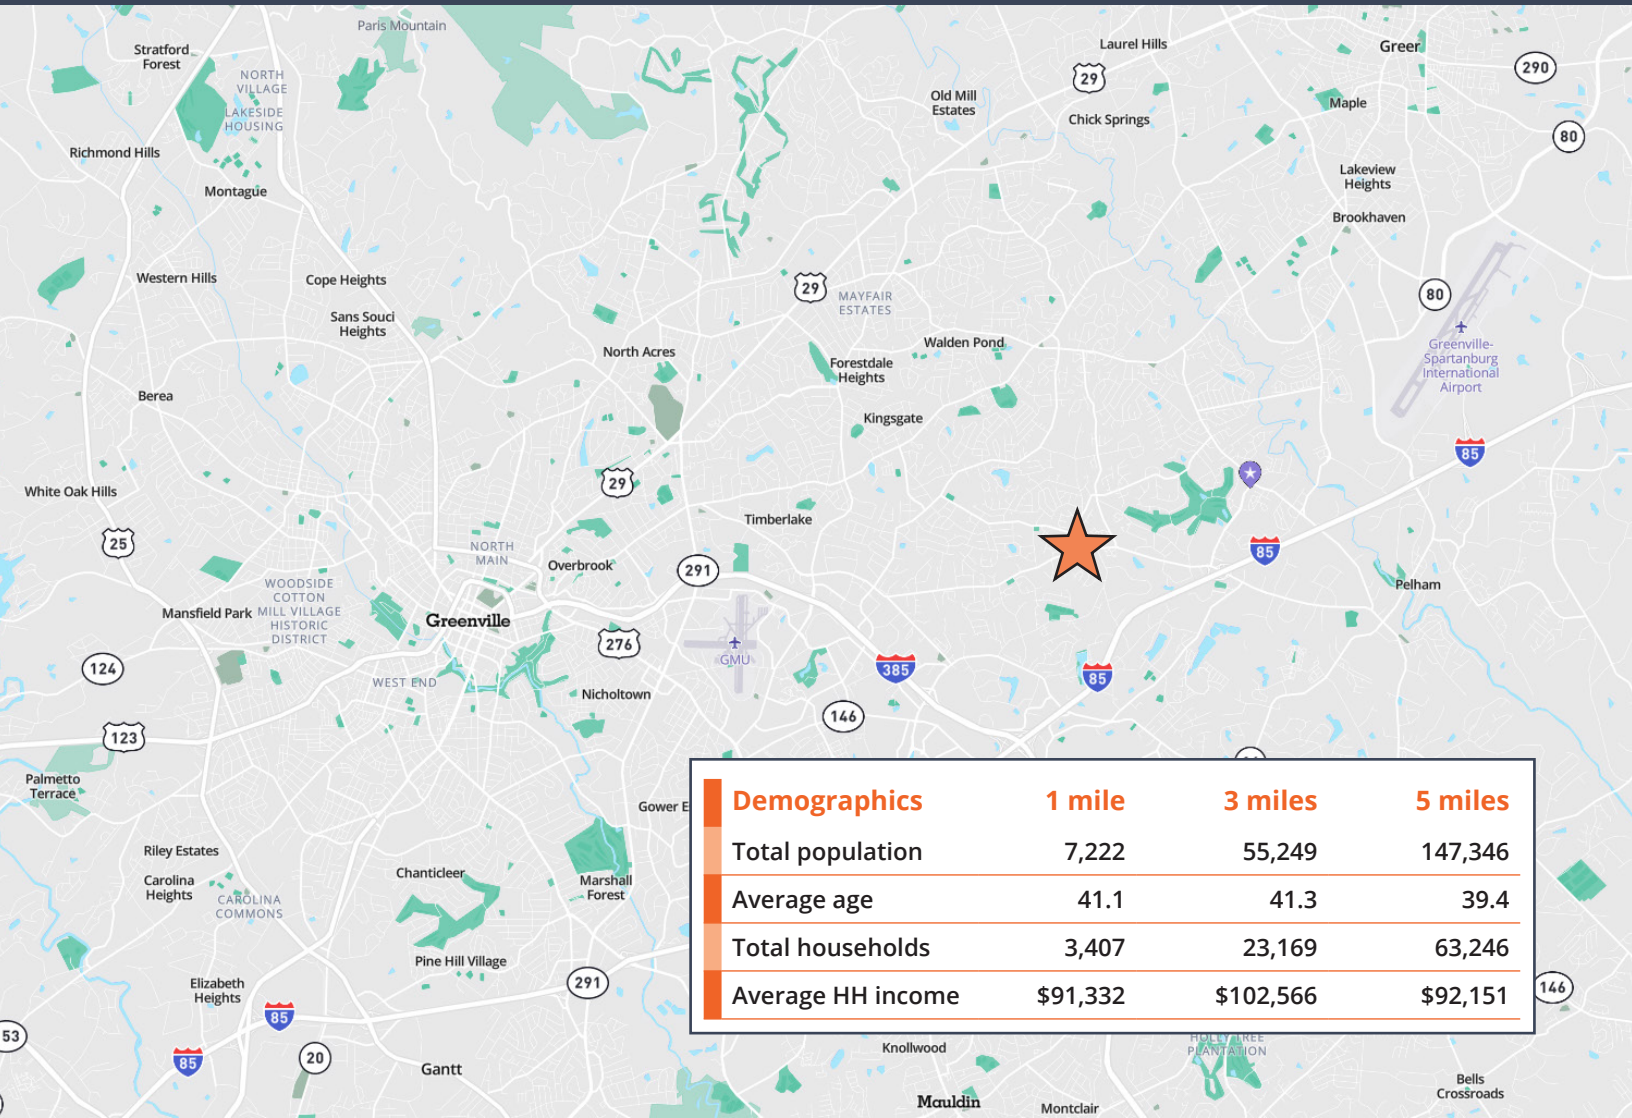 Paris Mountain
Stratford
Forest
NORTH
VILLAGE
LAKESIDE
HOUSING
Richmond Hills
Montague
Laurel Hills
29
Greer
290
Old Mill
Estates
Chick Springs
Maple
80
Lakeview
Heights
Brookhaven
Western Hills
Cope Heights
Sans Souci
Heights
29
MAYFAIR
ESTATES
80
Greenville-
Spartanburg
International
Airport
North Acres
Walden Pond
Forestdale
Heights
Berea
Kingsgate
85
White Oak Hills
29
Timberlake
25
NORTH
MAIN
Overbrook
291
85
Pelham
WOODSIDE
COTTON
MILL VILLAGE
HISTORIC
DISTRICT
Mansfield Park
Greenville
276
GMU
124
WEST END
Nicholtown
385
85
146
123
Palmetto
Terrace
Gower E
Riley Estates
Carolina
Heights
CAROLINA
COMMONS
Chanticleer
Marshall
Forest
Pine Hill Village
Elizabeth
Heights
291
85
53
85
20
Gantt
Demographics 1 mile 3 miles 5 miles
Total population 7,222 55,249 147,346
Average age 41.1 41.3 39.4
Total households 3,407 23,169 63,246
Average HH income $91,332 $102,566 $92,151
146
HOLLY TREE
PLANTATION
Knollwood
Mauldin
Montclair
Bells
Crossroads